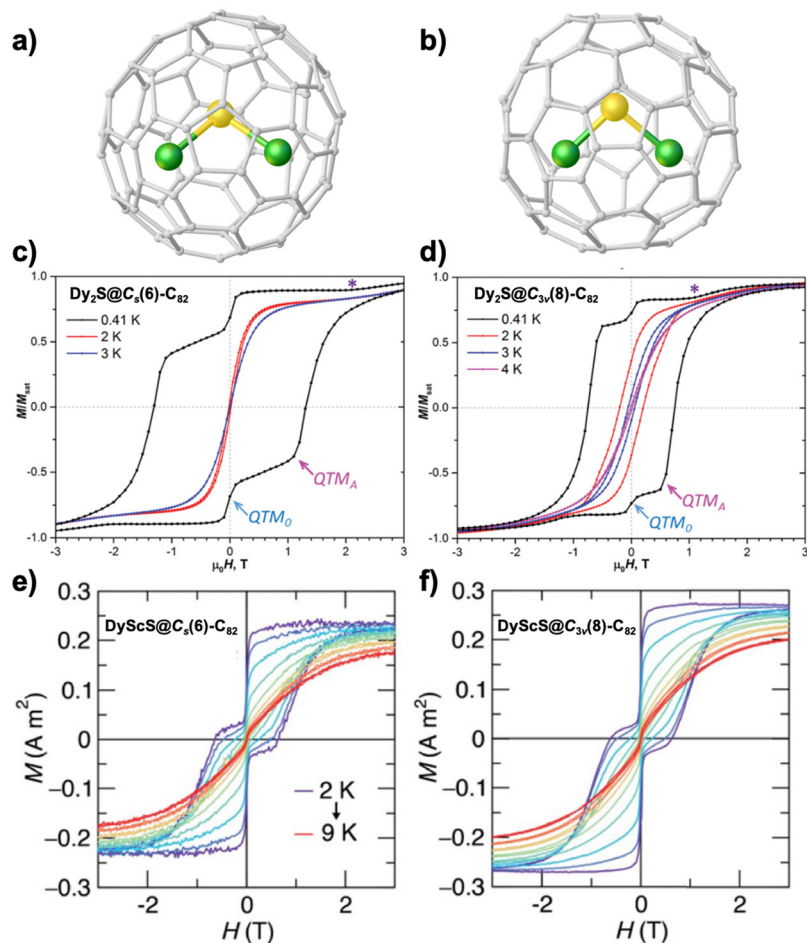 a)
b)
c)
d)
Dy₂S@Cₛ(6)-C₈₂
0.41 K
2 K
3 K
*
QTM_A
QTM₀
M/Mₛₐₜ
1.0
0.5
0.0
-0.5
-1.0
-3 -2 -1 0 1 2 3
μ₀H, T
Dy₂S@C₃ᵥ(8)-C₈₂
0.41 K
2 K
3 K
4 K
*
QTM_A
QTM₀
M/Mₛₐₜ
1.0
0.5
0.0
-0.5
-1.0
-3 -2 -1 0 1 2 3
μ₀H, T
e)
f)
DyScS@Cₛ(6)-C₈₂
M (A m²)
0.3
0.2
0.1
0
−0.1
−0.2
−0.3
2 K
9 K
-2 0 2
H (T)
DyScS@C₃ᵥ(8)-C₈₂
M (A m²)
0.3
0.2
0.1
0
−0.1
−0.2
−0.3
-2 0 2
H (T)